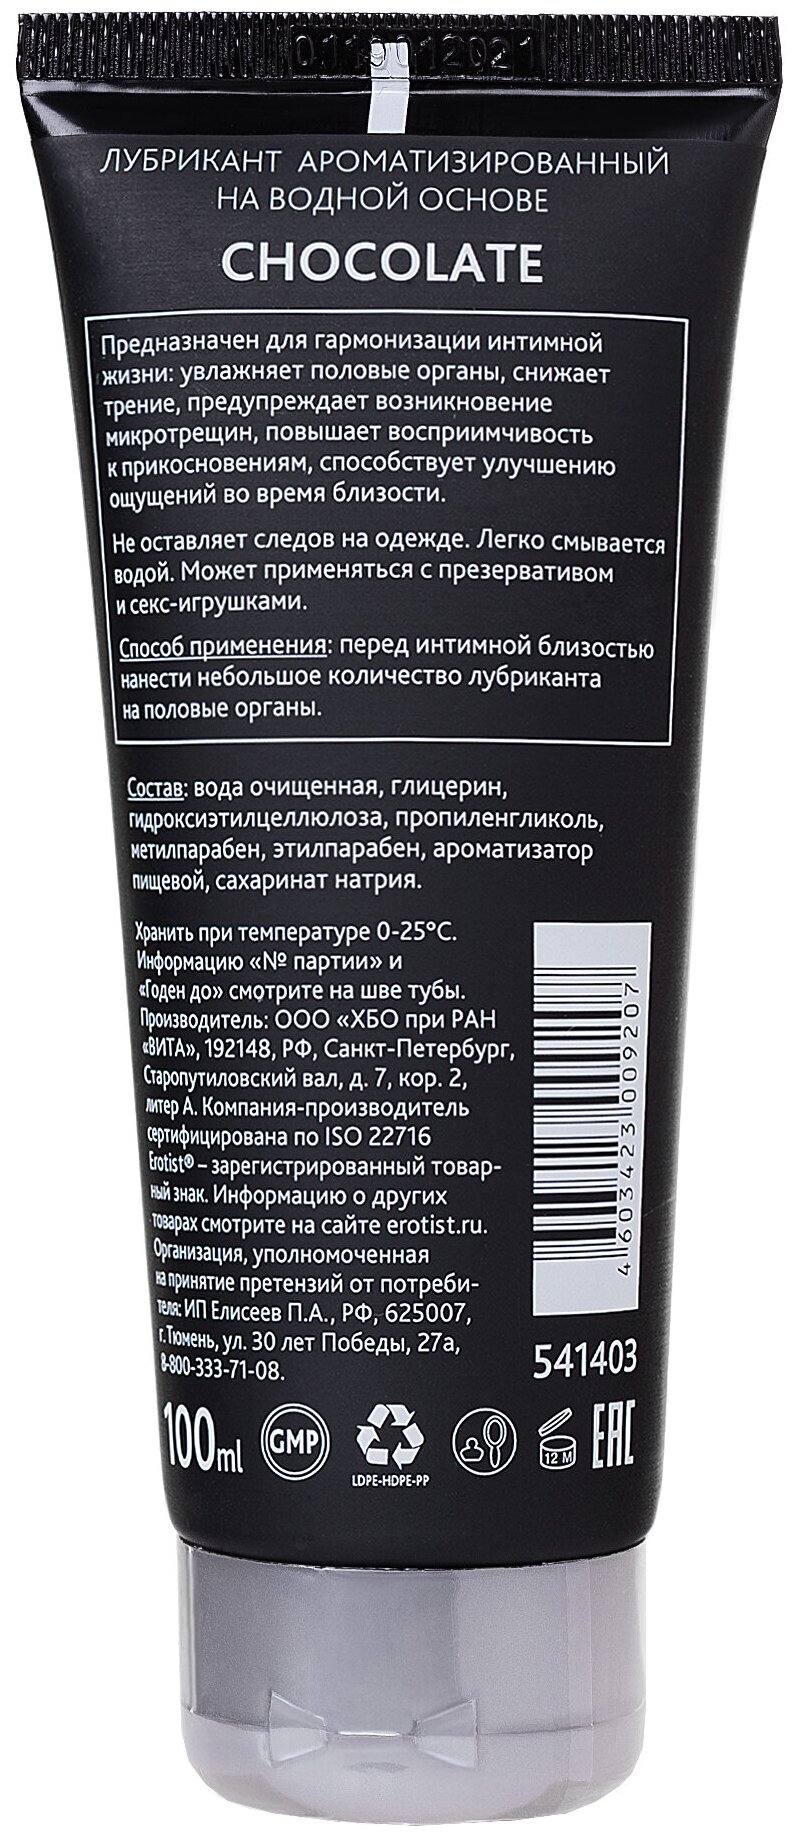 0119012021
ЛУБРИКАНТ АРОМАТИЗИРОВАННЫЙ
НА ВОДНОЙ ОСНОВЕ
CHOCOLATE
Предназначен для гармонизации интимной
жизни: увлажняет половые органы, снижает
трение, предупреждает возникновение
микротрещин, повышает восприимчивость
к прикосновениям, способствует улучшению
ощущений во время близости.
Не оставляет следов на одежде. Легко смывается
водой. Может применяться с презервативом
и секс-игрушками.
Способ применения: перед интимной близостью
нанести небольшое количество лубриканта
на половые органы.
Состав: вода очищенная, глицерин,
гидроксиэтилцеллюлоза, пропиленгликоль,
метилпарабен, этилпарабен, ароматизатор
пищевой, сахаринат натрия.
Хранить при температуре 0-25°С.
Информацию «№ партии» и
«Годен до» смотрите на шве тубы.
Производитель: ООО «ХБО при РАН
«ВИТА», 192148, РФ, Санкт-Петербург,
Старопутиловский вал, д. 7, кор. 2,
литер А. Компания-производитель
сертифицирована по ISO 22716
Erotist® – зарегистрированный товар-
ный знак. Информацию о других
товарах смотрите на сайте erotist.ru.
Организация, уполномоченная
на принятие претензий от потреби-
теля: ИП Елисеев П.А., РФ, 625007,
г.Тюмень, ул. 30 лет Победы, 27а,
8-800-333-71-08.
4 603423 009207
541403
100ml
GMP
LDPE-HDPE-PP
12 M
EAC